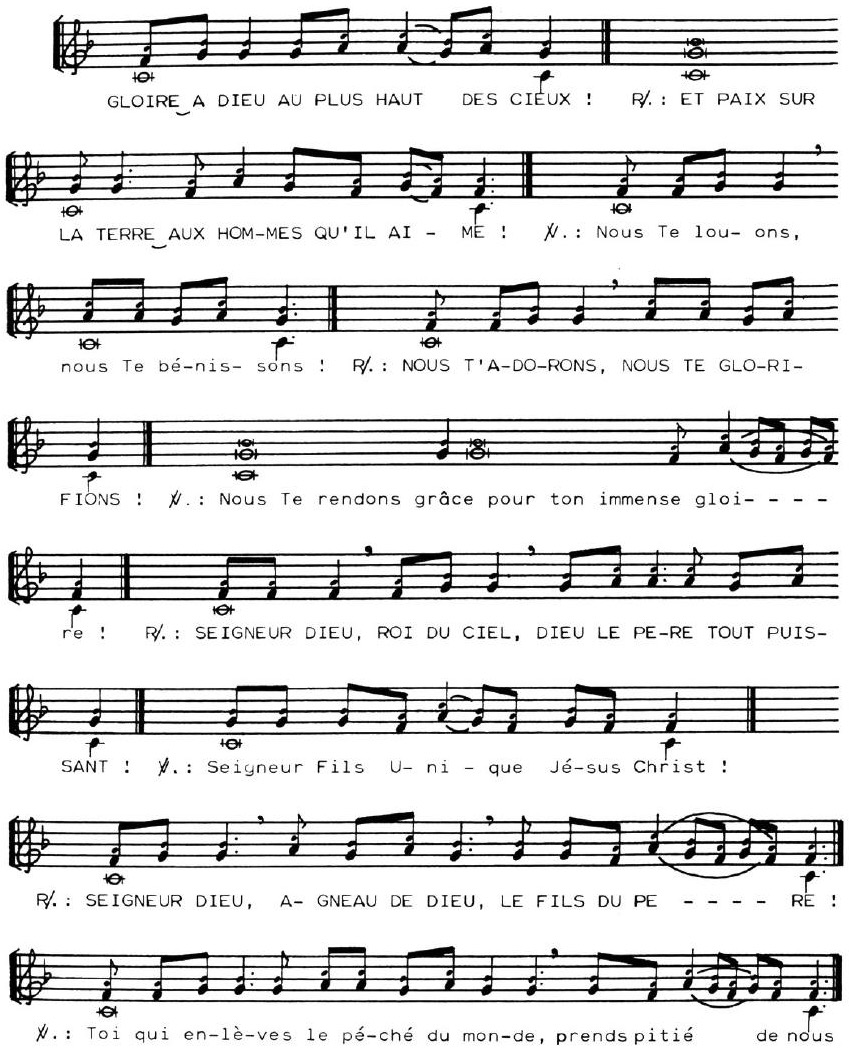 GLOIRE‿A DIEU AU PLUS HAUT DES CIEUX ! ℟.: ET PAIX SUR
LA TERRE‿AUX HOM-MES QU'IL AI - ME ! ℣.: Nous Te lou- ons,
nous Te bé-nis- sons ! ℟.: NOUS T'A-DO-RONS, NOUS TE GLO-RI-
FIONS ! ℣.: Nous Te rendons grâce pour ton immense gloi- - - -
re ! ℟.: SEIGNEUR DIEU, ROI DU CIEL, DIEU LE PE-RE TOUT PUIS-
SANT ! ℣.: Seigneur Fils U- ni - que Jé-sus Christ !
℟.: SEIGNEUR DIEU, A- GNEAU DE DIEU, LE FILS DU PE - - - - RE !
℣.: Toi qui en-lè-ves le pé-ché du mon-de, prends pitié de nous